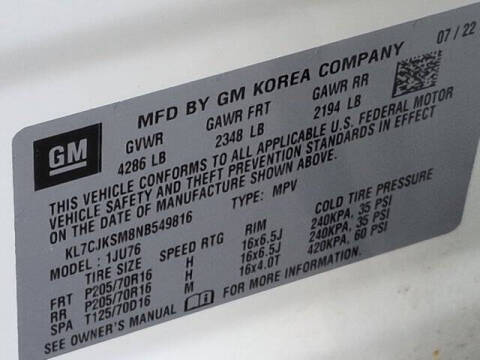 07 / 22
MFD BY GM KOREA COMPANY
GM
GVWR GAWR FRT GAWR RR
4286 LB 2348 LB 2194 LB
THIS VEHICLE CONFORMS TO ALL APPLICABLE U.S. FEDERAL MOTOR
VEHICLE SAFETY AND THEFT PREVENTION STANDARDS IN EFFECT
ON THE DATE OF MANUFACTURE SHOWN ABOVE.
KL7CJKSM8NB549816 TYPE: MPV
MODEL: 1JU76
TIRE SIZE SPEED RTG RIM COLD TIRE PRESSURE
FRT P205/70R16 H 16x6.5J 240KPA, 35 PSI
RR P205/70R16 H 16x6.5J 240KPA, 35 PSI
SPA T125/70D16 M 16x4.0T 420KPA, 60 PSI
SEE OWNER'S MANUAL FOR MORE INFORMATION.